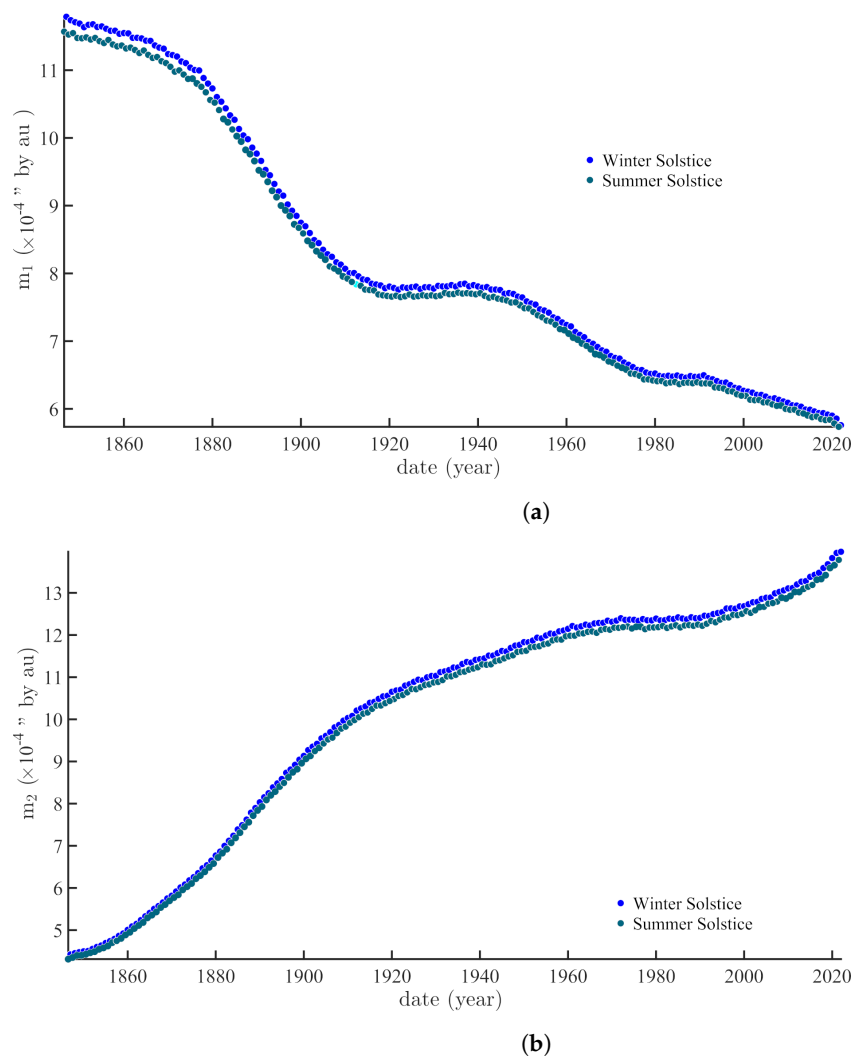 11
10
9
8
7
6
m₁ (×10⁻⁴ ” by au )
Winter Solstice
Summer Solstice
1860 1880 1900 1920 1940 1960 1980 2000 2020
date (year)
(a)
13
12
11
10
9
8
7
6
5
m₂ (×10⁻⁴ ” by au)
Winter Solstice
Summer Solstice
1860 1880 1900 1920 1940 1960 1980 2000 2020
date (year)
(b)